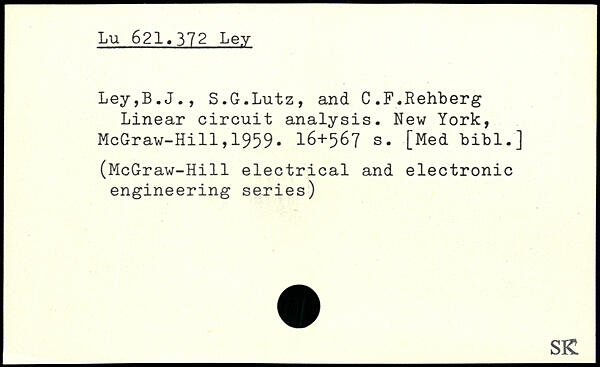 Lu 621.372 Ley
Ley,B.J., S.G.Lutz, and C.F.Rehberg
Linear circuit analysis. New York,
McGraw-Hill,1959. 16+567 s. [Med bibl.]
(McGraw-Hill electrical and electronic
engineering series)
SK